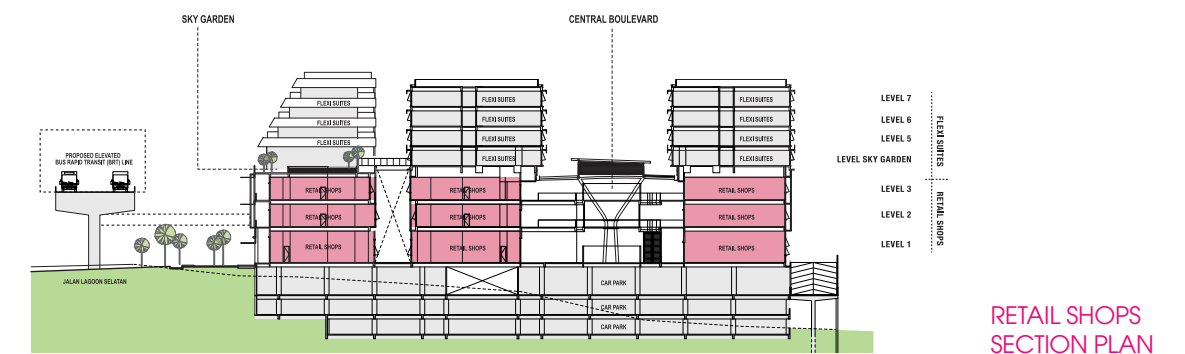 SKY GARDEN
CENTRAL BOULEVARD
FLEXI SUITES
FLEXI SUITES
FLEXI SUITES
FLEXI SUITES
FLEXI SUITES
FLEXI SUITES
FLEXI SUITES
FLEXI SUITES
FLEXI SUITES
FLEXI SUITES
FLEXI SUITES
LEVEL 7
LEVEL 6
LEVEL 5
LEVEL SKY GARDEN
LEVEL 3
LEVEL 2
LEVEL 1
FLEXI SUITES
RETAIL SHOPS
PROPOSED ELEVATED
BUS RAPID TRANSIT (BRT) LINE
RETAIL SHOPS
RETAIL SHOPS
RETAIL SHOPS
RETAIL SHOPS
RETAIL SHOPS
RETAIL SHOPS
RETAIL SHOPS
RETAIL SHOPS
RETAIL SHOPS
JALAN LAGOON SELATAN
CAR PARK
CAR PARK
CAR PARK
RETAIL SHOPS
SECTION PLAN